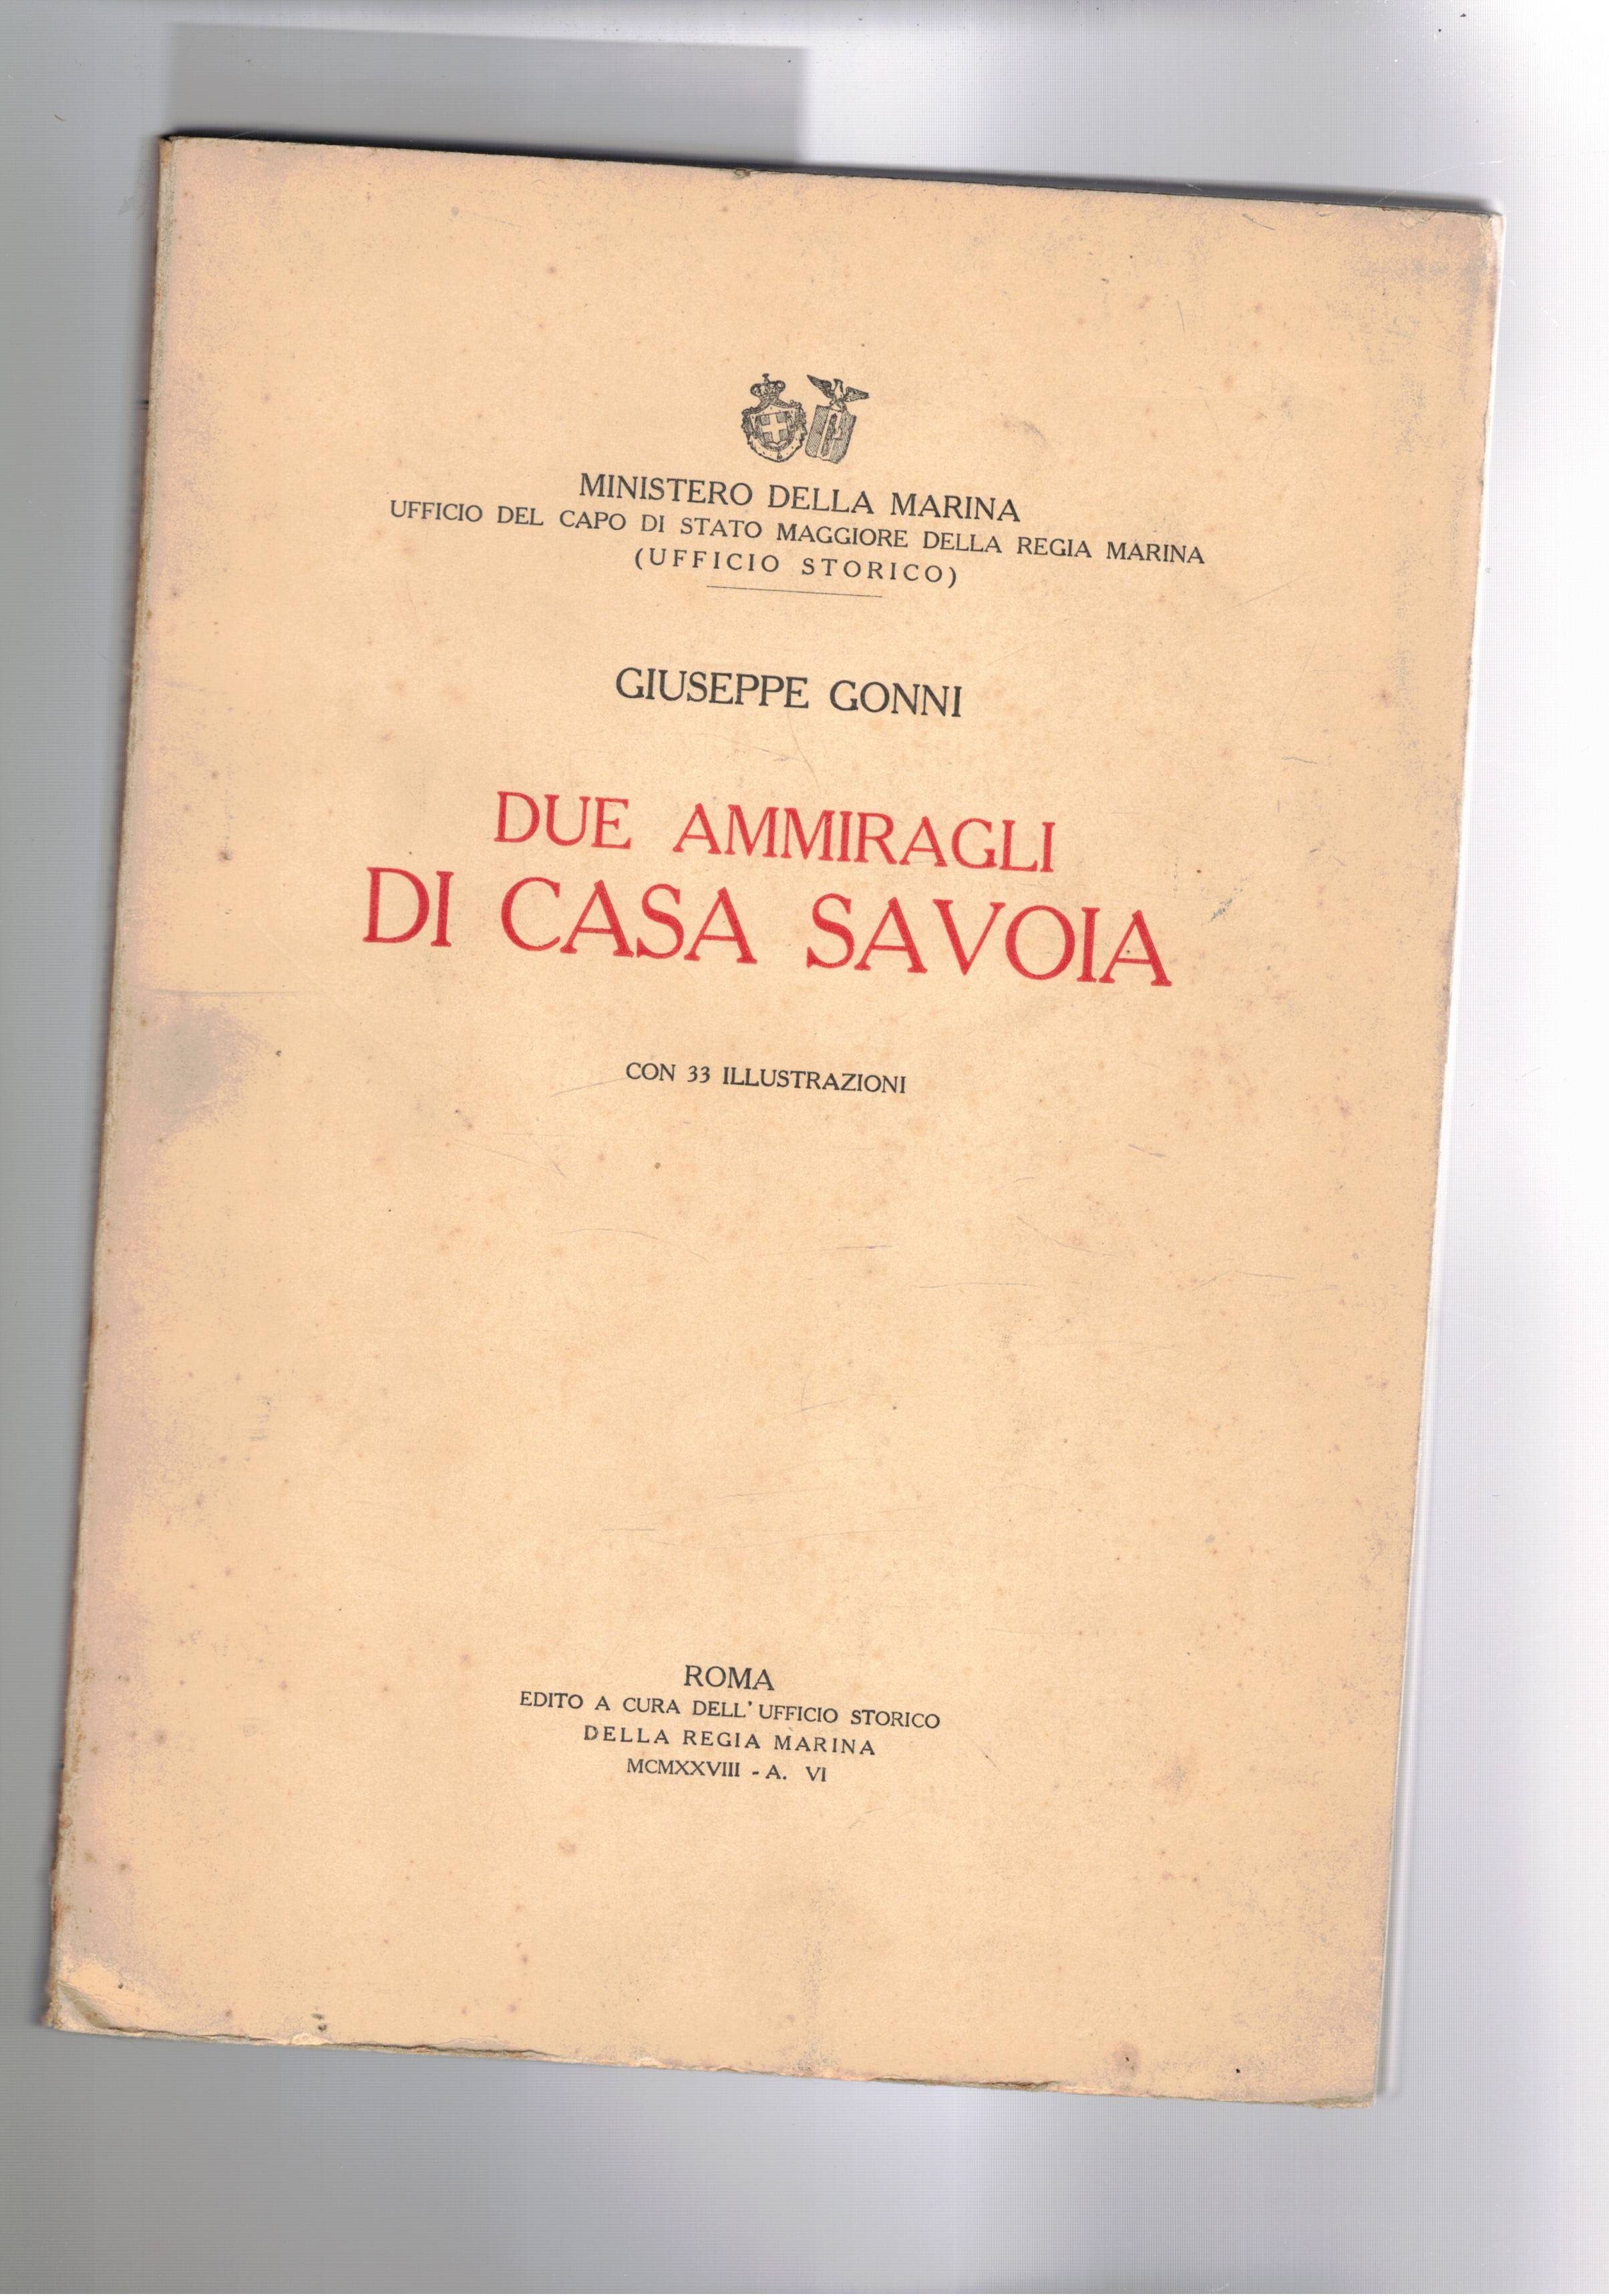 MINISTERO DELLA MARINA
UFFICIO DEL CAPO DI STATO MAGGIORE DELLA REGIA MARINA
(UFFICIO STORICO)
GIUSEPPE GONNI
DUE AMMIRAGLI
DI CASA SAVOIA
CON 33 ILLUSTRAZIONI
ROMA
EDITO A CURA DELL' UFFICIO STORICO
DELLA REGIA MARINA
MCMXXVIII - A. VI